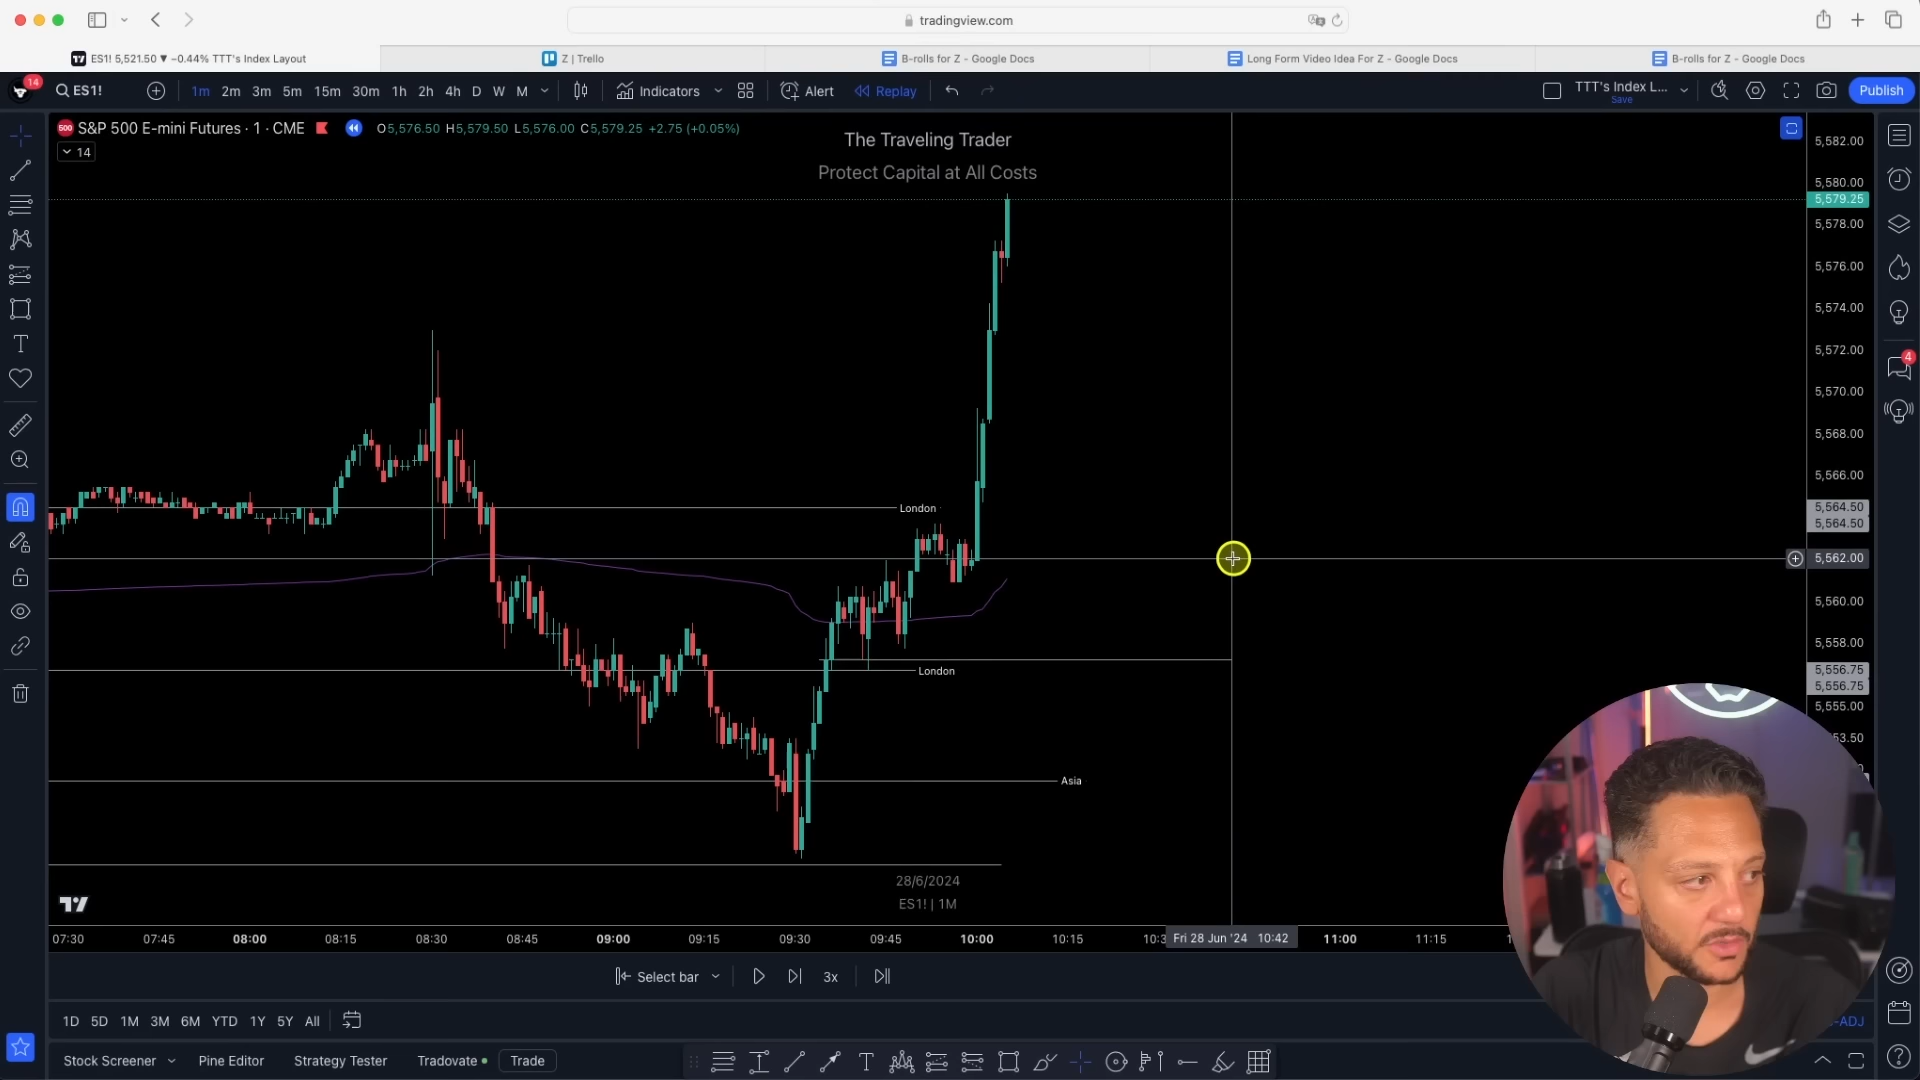 tradingview.com
ES1! 5,521.50 ▼ −0.44% TTT's Index Layout
Z | Trello
B-rolls for Z - Google Docs
Long Form Video Idea For Z - Google Docs
B-rolls for Z - Google Docs
14
ES1!
1m 2m 3m 5m 15m 30m 1h 2h 4h D W M
Indicators
Alert
Replay
TTT's Index L...
Save
Publish
500 S&P 500 E-mini Futures · 1 · CME
O5,576.50 H5,579.50 L5,576.00 C5,579.25 +2.75 (+0.05%)
14
The Traveling Trader
Protect Capital at All Costs
5,582.00
5,580.00
5,579.25
5,578.00
5,576.00
5,574.00
5,572.00
5,570.00
5,568.00
5,566.00
5,564.50
5,564.50
5,562.00
5,560.00
5,558.00
5,556.75
5,556.75
5,555.00
53.50
4
London
London
Asia
28/6/2024
ES1! | 1M
07:30 07:45 08:00 08:15 08:30 08:45 09:00 09:15 09:30 09:45 10:00 10:15 10:3 Fri 28 Jun '24 10:42 11:00 11:15
Select bar
3x
1D 5D 1M 3M 6M YTD 1Y 5Y All
-ADJ
Stock Screener
Pine Editor
Strategy Tester
Tradovate
Trade